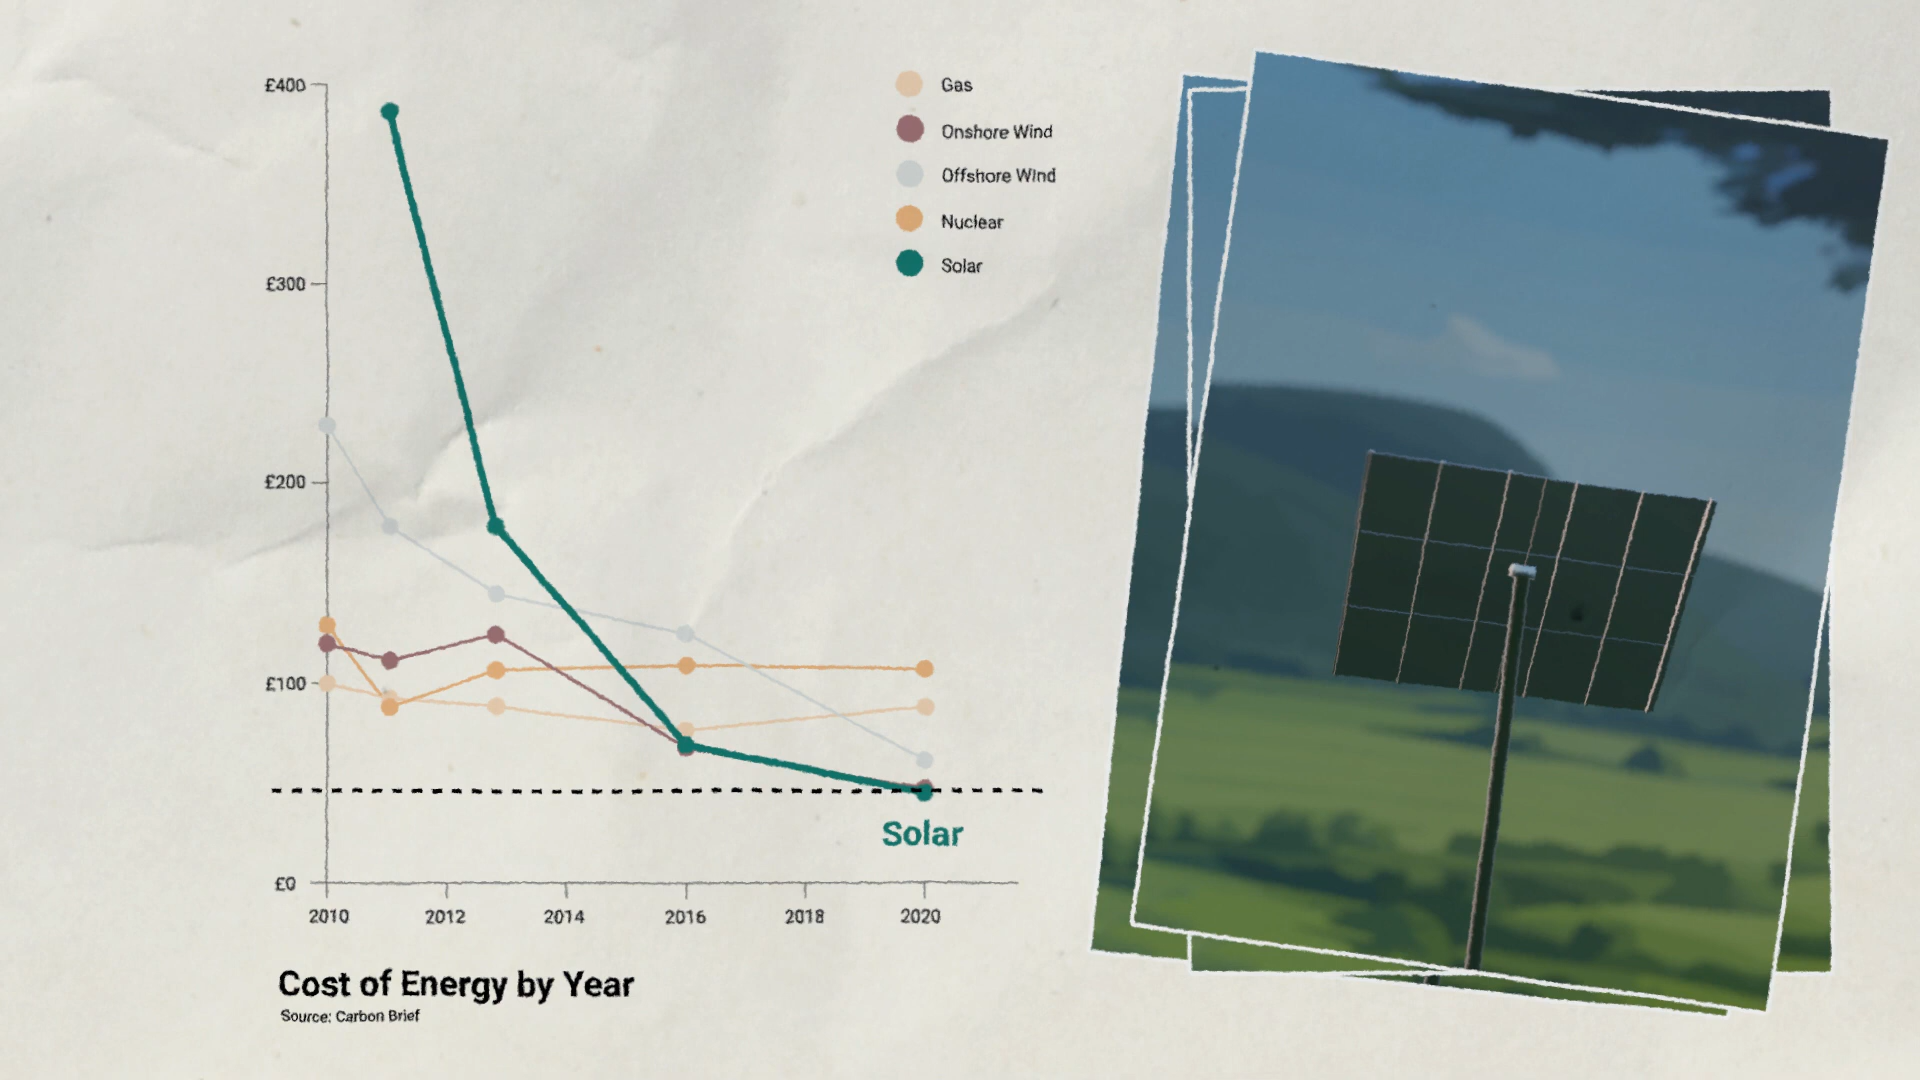 £400
£300
£200
£100
£0
2010 2012 2014 2016 2018 2020
Gas
Onshore Wind
Offshore Wind
Nuclear
Solar
Solar
Cost of Energy by Year
Source: Carbon Brief